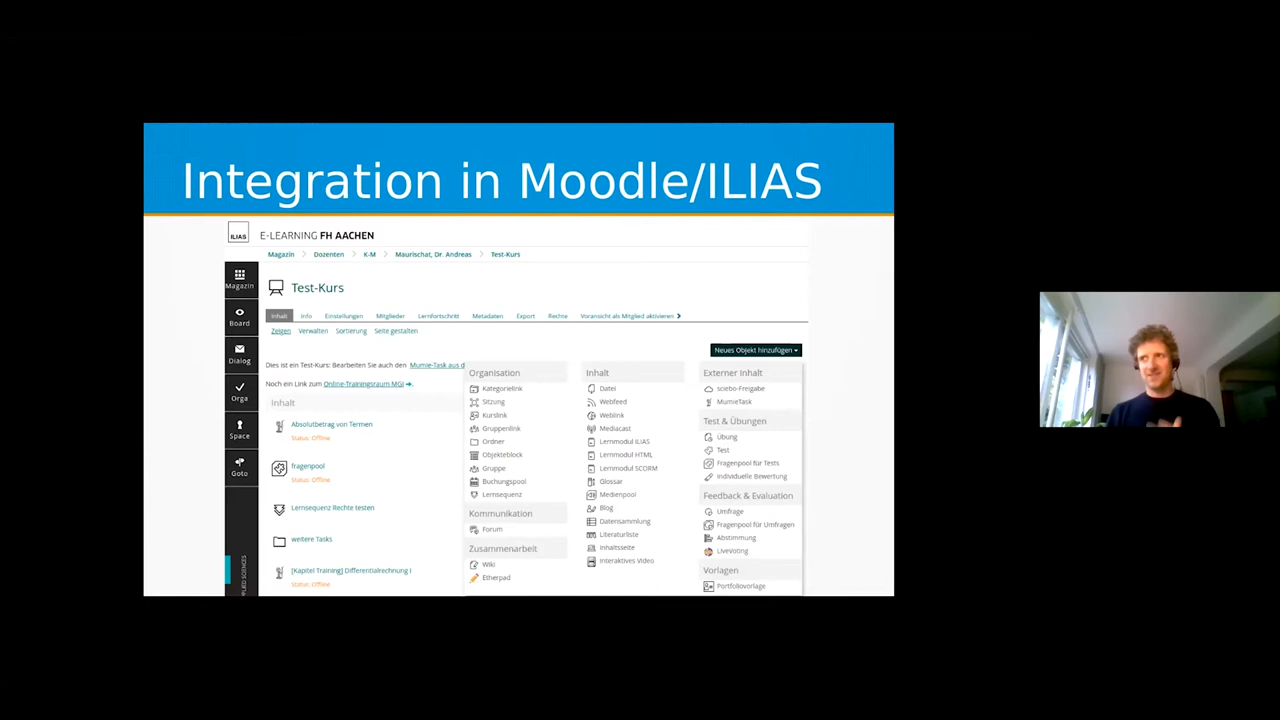 Integration in Moodle/ILIAS
ILIAS
E-LEARNING FH AACHEN
Magazin
Dozenten
K-M
Maurischat, Dr. Andreas
Test-Kurs
Magazin
Board
Dialog
Orga
Space
Goto
Test-Kurs
Inhalt
Info
Einstellungen
Mitglieder
Lernfortschritt
Metadaten
Export
Rechte
Voransicht als Mitglied aktivieren
Zeigen
Verwalten
Sortierung
Seite gestalten
Neues Objekt hinzufügen
Dies ist ein Test-Kurs: Bearbeiten Sie auch den Mumie-Task aus d
Noch ein Link zum Online-Trainingsraum MGI
Inhalt
Absolutbetrag von Termen
Status: Offline
fragenpool
Status: Offline
Lernsequenz Rechte testen
weitere Tasks
[Kapitel Training] Differentialrechnung I
Status: Offline
Organisation
Kategorielink
Sitzung
Kurslink
Gruppenlink
Ordner
Objekteblock
Gruppe
Buchungspool
Lernsequenz
Kommunikation
Forum
Zusammenarbeit
Wiki
Etherpad
Inhalt
Datei
Webfeed
Weblink
Mediacast
Lernmodul ILIAS
Lernmodul HTML
Lernmodul SCORM
Glossar
Medienpool
Blog
Datensammlung
Literaturliste
Inhaltsseite
Interaktives Video
Externer Inhalt
sciebo-Freigabe
MumieTask
Test & Übungen
Übung
Test
Fragenpool für Tests
Individuelle Bewertung
Feedback & Evaluation
Umfrage
Fragenpool für Umfragen
Abstimmung
LiveVoting
Vorlagen
Portfoliovorlage